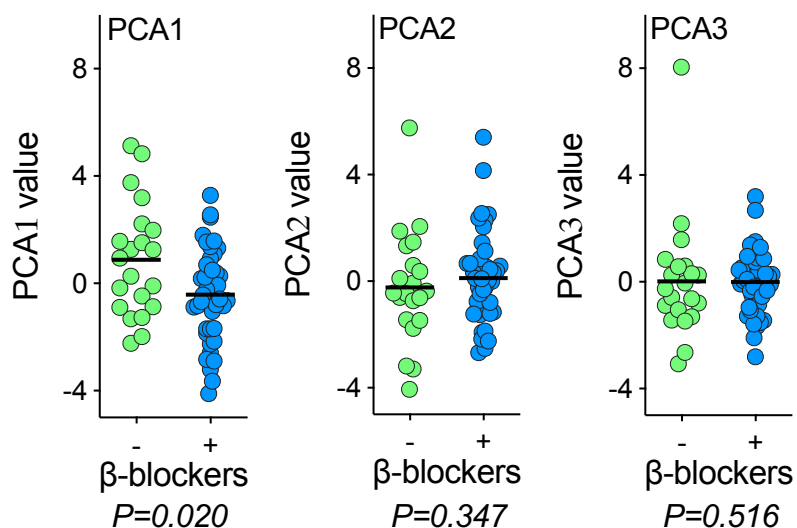 PCA1
PCA1 value
8
4
0
-4
- +
β-blockers
P=0.020
PCA2
PCA2 value
8
4
0
-4
- +
β-blockers
P=0.347
PCA3
PCA3 value
8
4
0
-4
- +
β-blockers
P=0.516